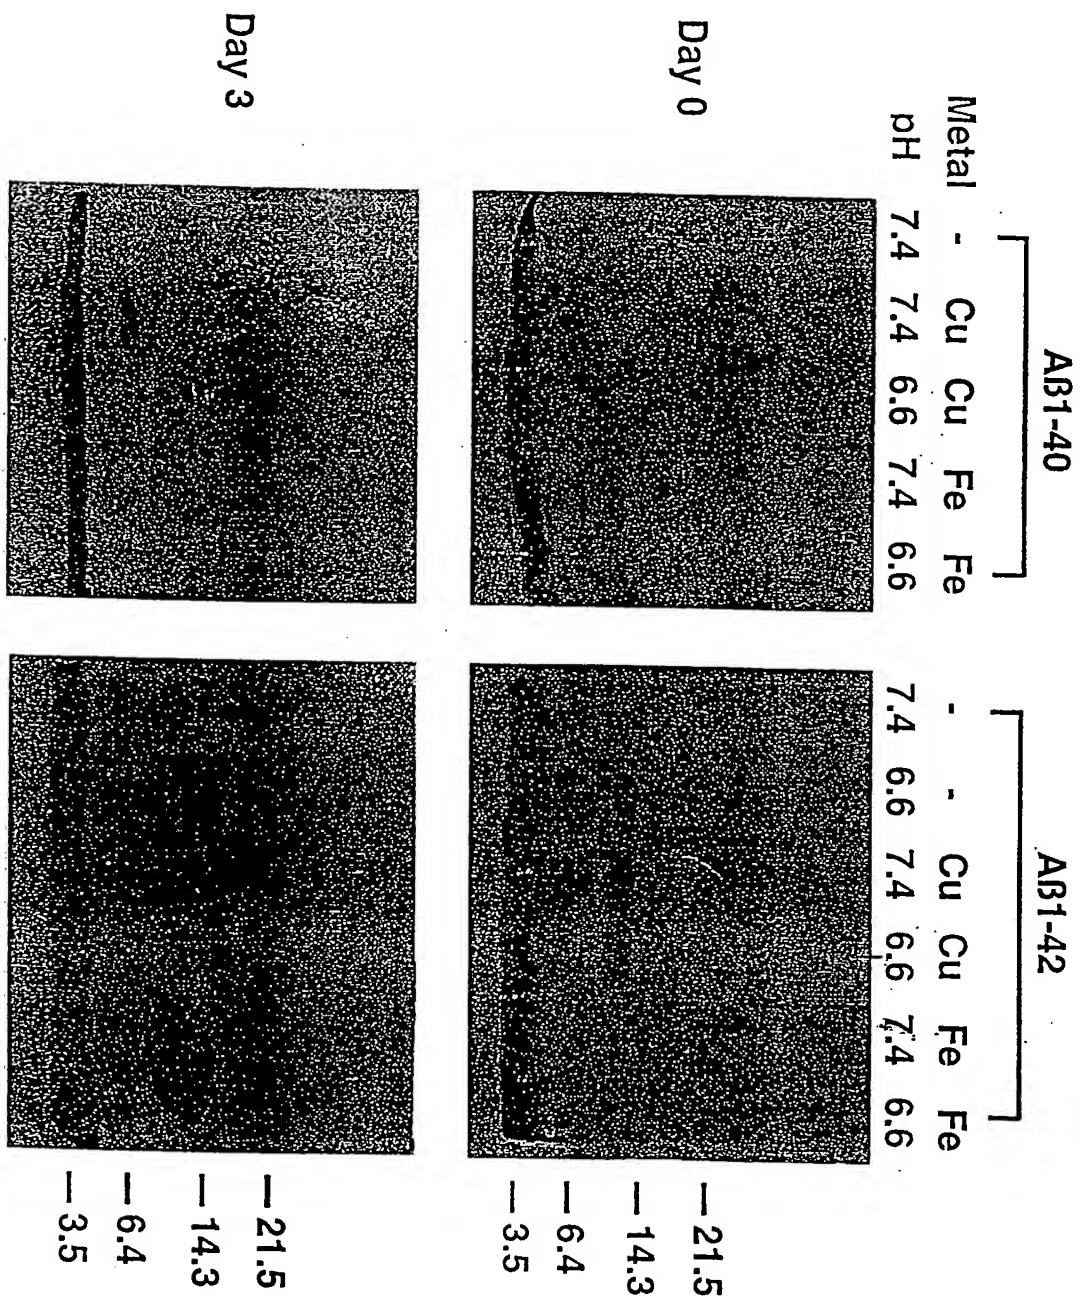 Aß1-40 Aß1-42
Metal - Cu Cu Fe Fe - - Cu Cu Fe Fe
pH 7.4 7.4 6.6 7.4 6.6 7.4 6.6 7.4 6.6 7.4 6.6
Day 0
— 21.5
— 14.3
— 6.4
— 3.5
Day 3
— 21.5
— 14.3
— 6.4
— 3.5